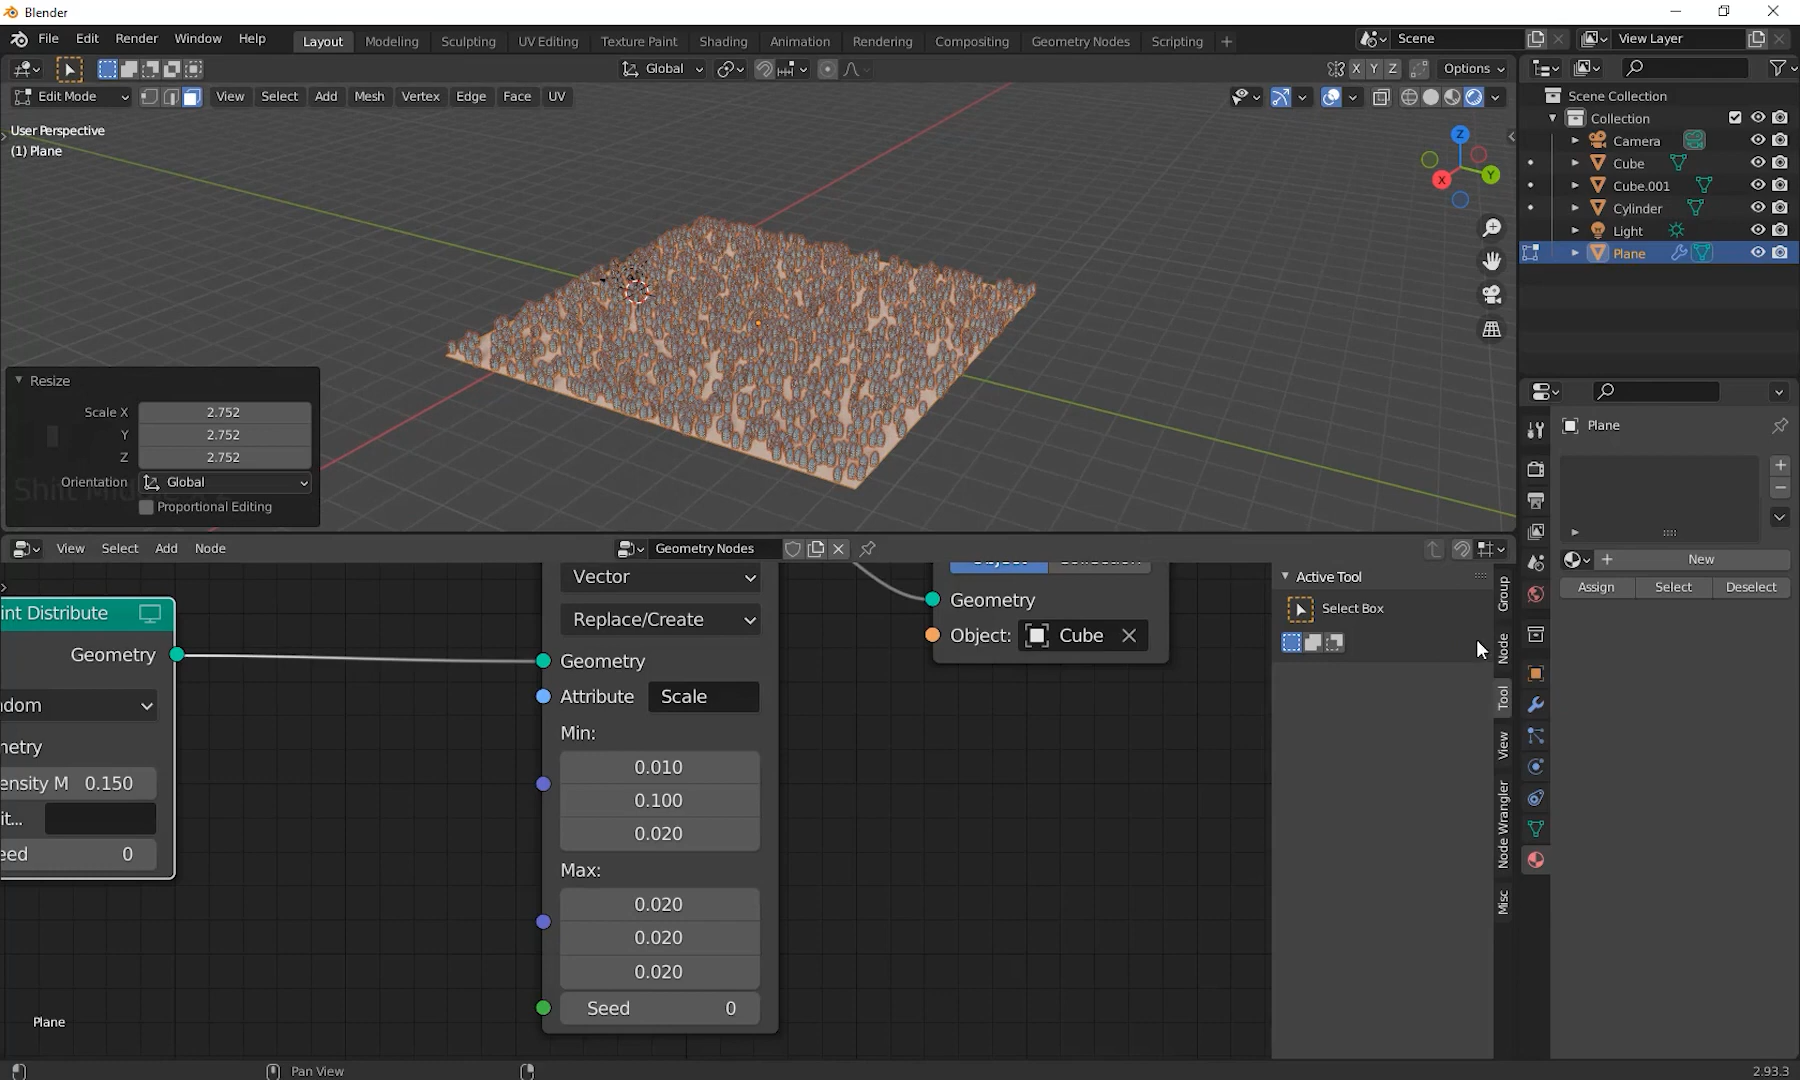 Blender
File Edit Render Window Help
Layout Modeling Sculpting UV Editing Texture Paint Shading Animation Rendering Compositing Geometry Nodes Scripting +
Scene
View Layer
Global
X Y Z
Options
Edit Mode
View Select Add Mesh Vertex Edge Face UV
User Perspective
(1) Plane
Z
Y
X
Scene Collection
Collection
Camera
Cube
Cube.001
Cylinder
Light
Plane
Resize
Scale X 2.752
Y 2.752
Z 2.752
Orientation Global
Proportional Editing
Plane
New
Assign Select Deselect
View Select Add Node
Geometry Nodes
int Distribute
Geometry
dom
netry
ensity M 0.150
it...
eed 0
Vector
Replace/Create
Geometry
Attribute Scale
Min:
0.010
0.100
0.020
Max:
0.020
0.020
0.020
Seed 0
Geometry
Object: Cube
Active Tool
Select Box
Group
Node
Tool
View
Node Wrangler
Misc
Plane
Pan View
2.93.3